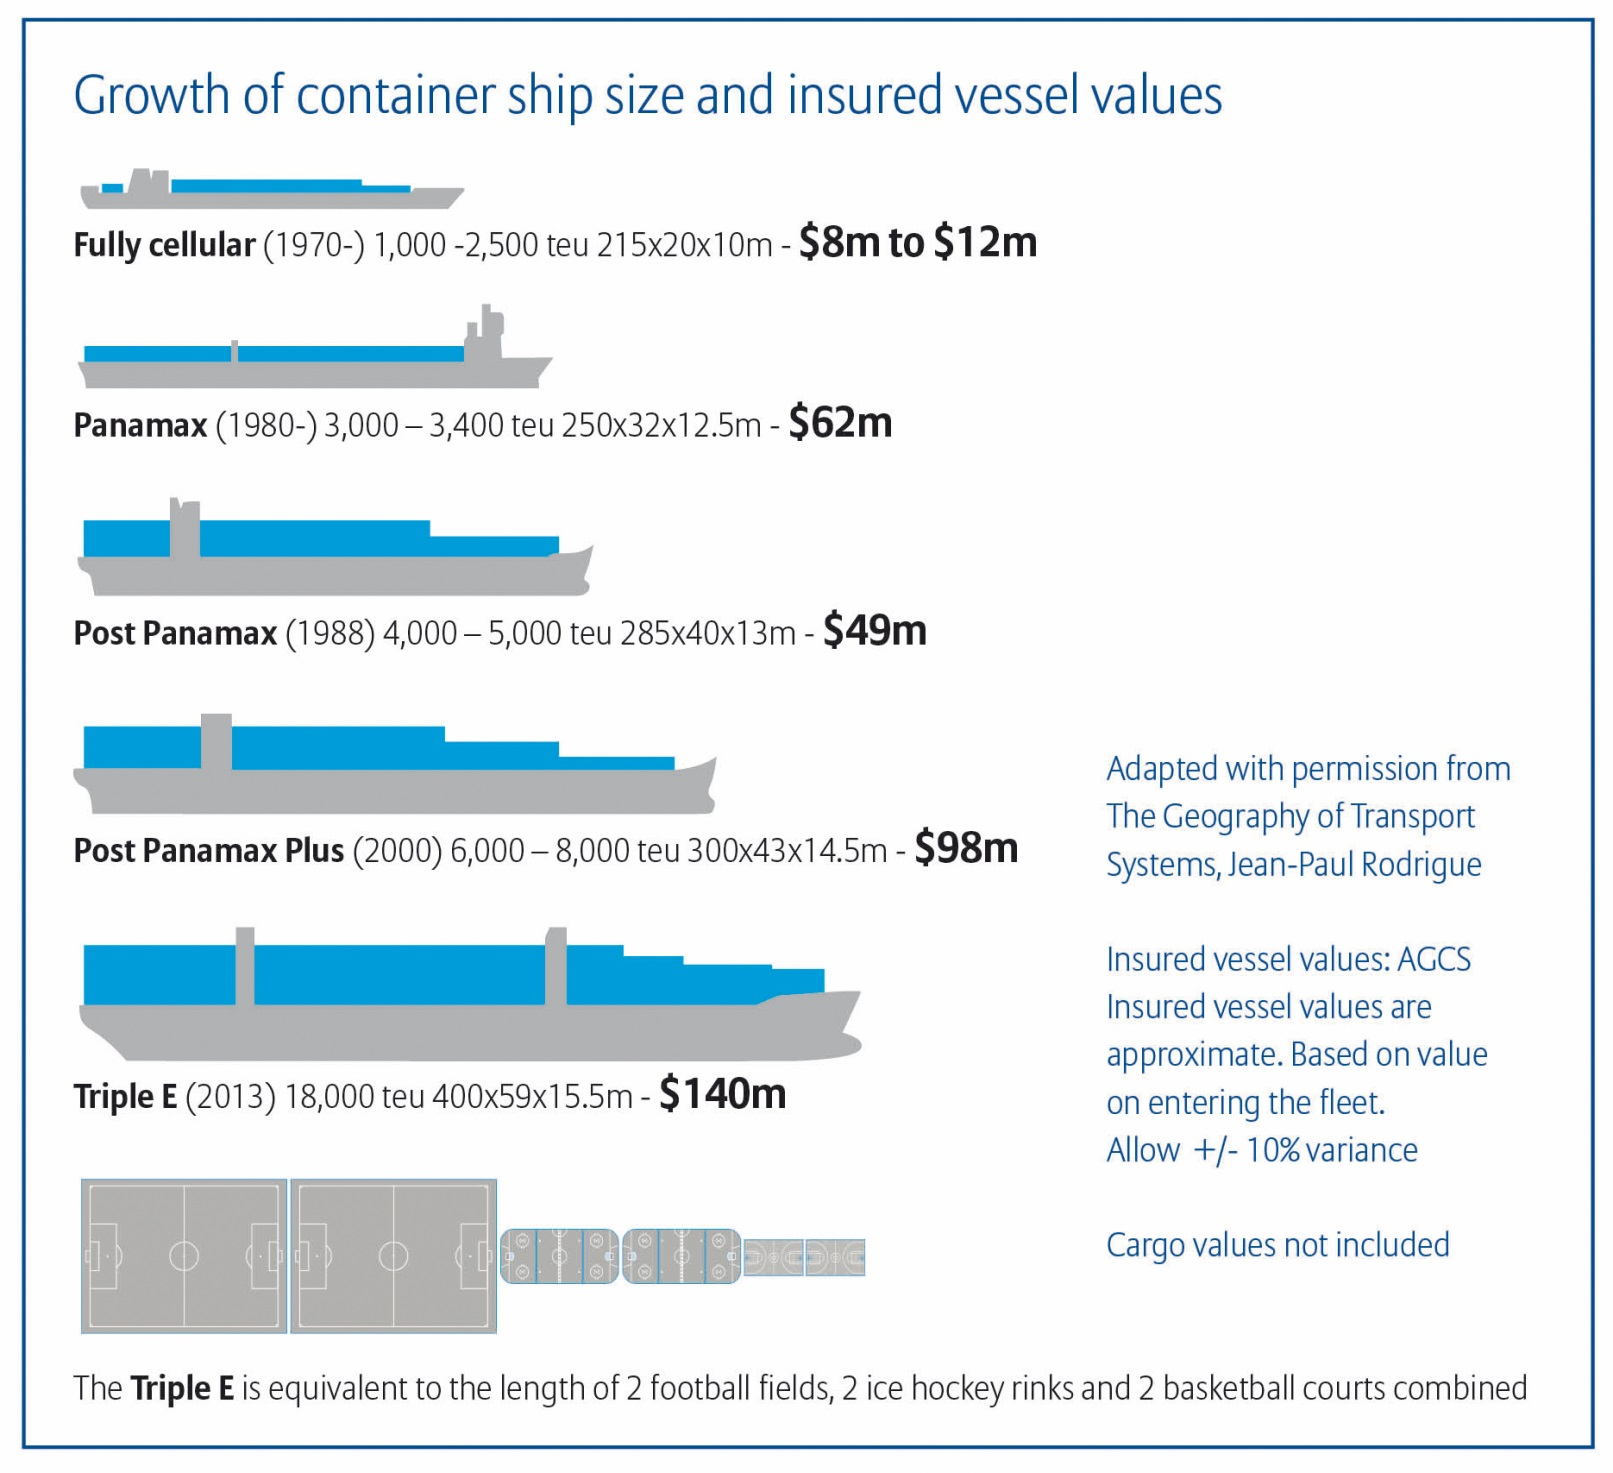 Growth of container ship size and insured vessel values
Fully cellular (1970-) 1,000 -2,500 teu 215x20x10m - $8m to $12m
Panamax (1980-) 3,000 – 3,400 teu 250x32x12.5m - $62m
Post Panamax (1988) 4,000 – 5,000 teu 285x40x13m - $49m
Post Panamax Plus (2000) 6,000 – 8,000 teu 300x43x14.5m - $98m
Triple E (2013) 18,000 teu 400x59x15.5m - $140m
Adapted with permission from
The Geography of Transport
Systems, Jean-Paul Rodrigue
Insured vessel values: AGCS
Insured vessel values are
approximate. Based on value
on entering the fleet.
Allow +/- 10% variance
Cargo values not included
The Triple E is equivalent to the length of 2 football fields, 2 ice hockey rinks and 2 basketball courts combined